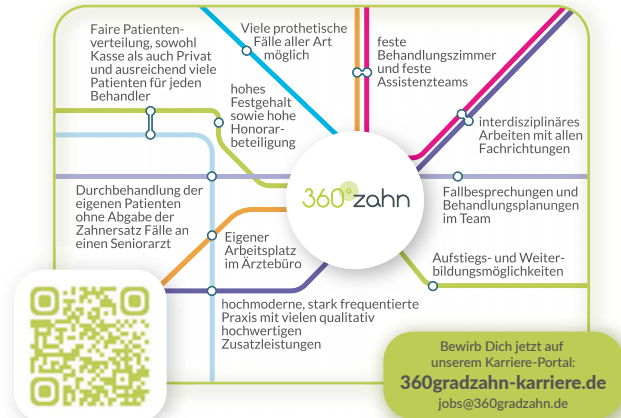 Faire Patienten-
verteilung, sowohl
Kasse als auch Privat
und ausreichend viele
Patienten für jeden
Behandler
Viele prothetische
Fälle aller Art
möglich
feste
Behandlungszimmer
und feste
Assistenzteams
hohes
Festgehalt
sowie hohe
Honorar-
beteiligung
interdisziplinäres
Arbeiten mit allen
Fachrichtungen
360°zahn
Durchbehandlung der
eigenen Patienten
ohne Abgabe der
Zahnersatz Fälle an
einen Seniorarzt
Fallbesprechungen und
Behandlungsplanungen
im Team
Eigener
Arbeitsplatz
im Ärztebüro
Aufstiegs- und Weiter-
bildungsmöglichkeiten
hochmoderne, stark frequentierte
Praxis mit vielen qualitativ
hochwertigen
Zusatzleistungen
Bewirb Dich jetzt auf
unserem Karriere-Portal:
360gradzahn-karriere.de
jobs@360gradzahn.de